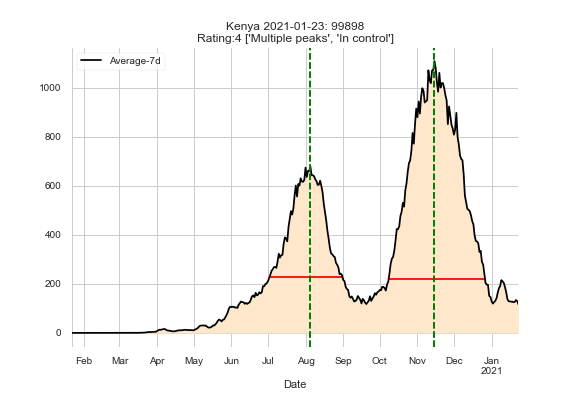 Kenya 2021-01-23: 99898
Rating:4 ['Multiple peaks', 'In control']
Average-7d
1000
800
600
400
200
0
Feb Mar Apr May Jun Jul Aug Sep Oct Nov Dec Jan
2021
Date